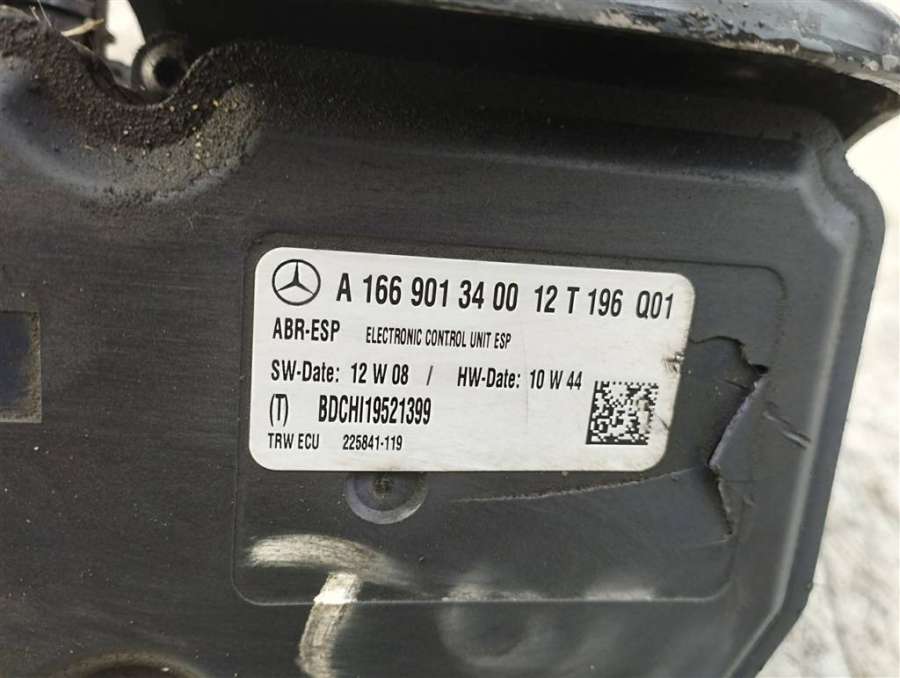 A 166 901 34 00 12 T 196 Q01
ABR-ESP ELECTRONIC CONTROL UNIT ESP
SW-Date: 12 W 08 / HW-Date: 10 W 44
(T) BDCHI19521399
TRW ECU 225841-119